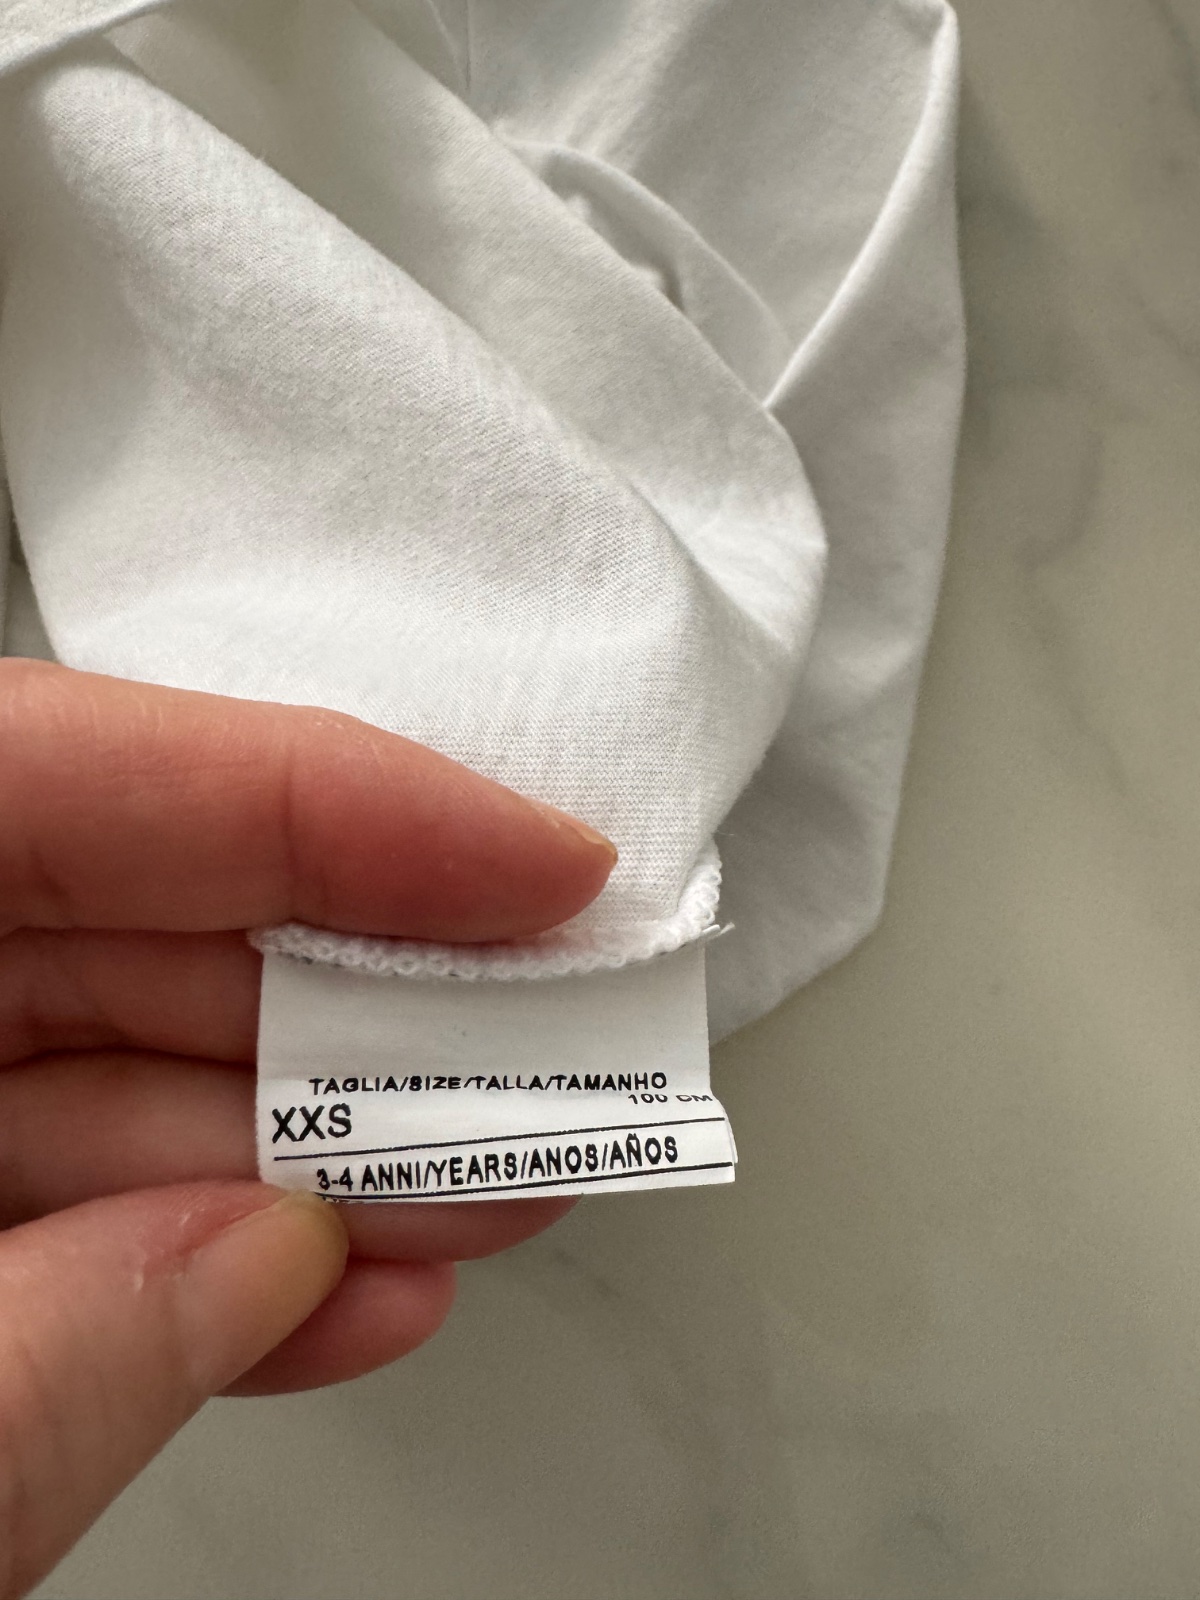 TAGLIA/SIZE/TALLA/TAMANHO
100 CM
XXS
3-4 ANNI/YEARS/ANOS/AÑOS